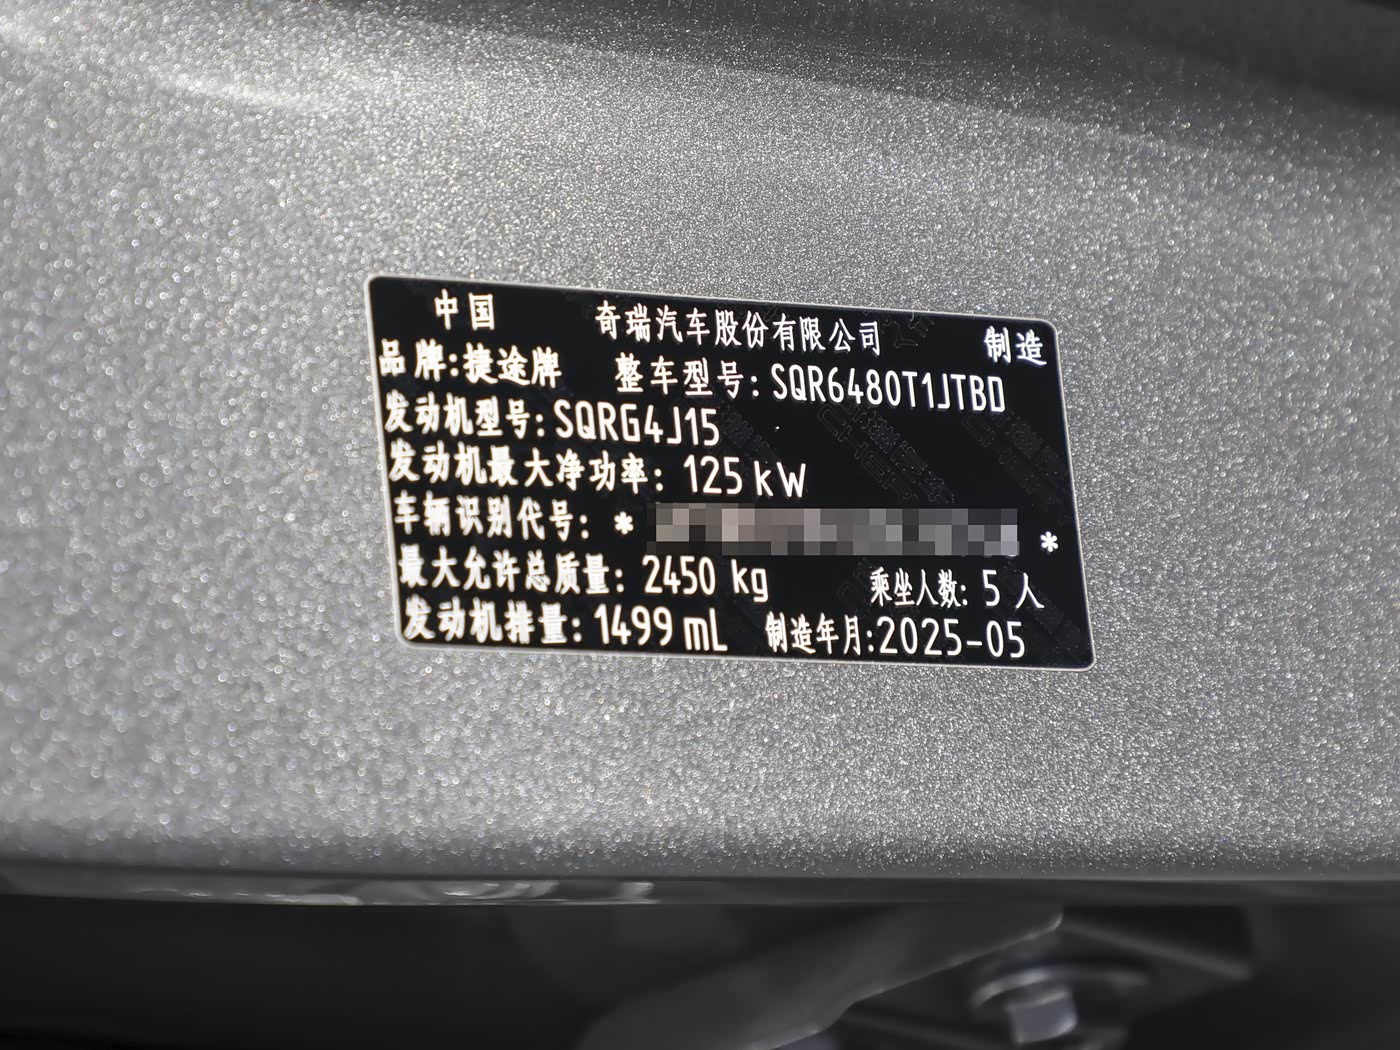 中国 奇瑞汽车股份有限公司 制造
品牌:捷途牌 整车型号:SQR6480T1JTBD
发动机型号:SQRG4J15
发动机最大净功率: 125kW
车辆识别代号: * *
最大允许总质量: 2450 kg 乘坐人数: 5 人
发动机排量: 1499 mL 制造年月:2025-05